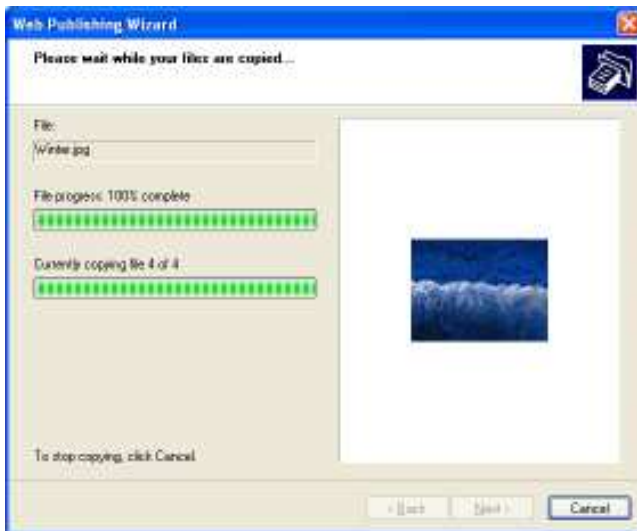 Web Publishing Wizard
Please wait while your files are copied...
File:
Winter.jpg
File progress: 100% complete
Currently copying file 4 of 4
To stop copying, click Cancel.
< Back
Next >
Cancel